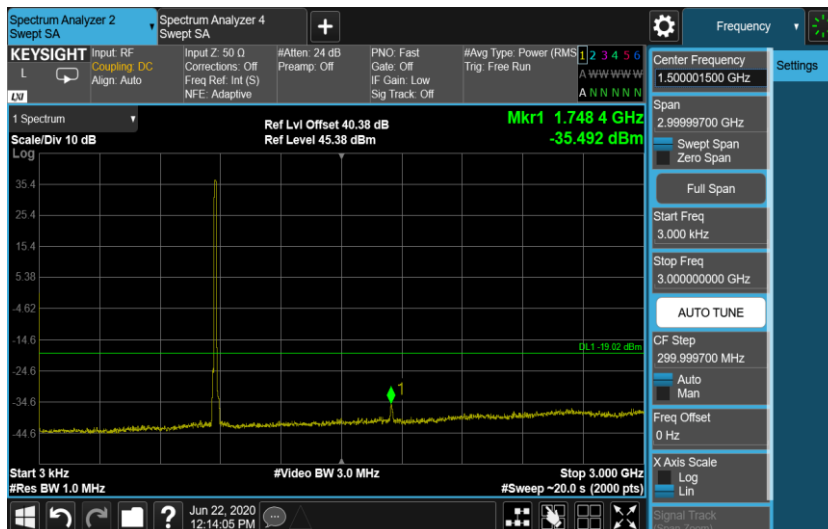 Spectrum Analyzer 2
Swept SA
Spectrum Analyzer 4
Swept SA
+
Frequency
KEYSIGHT
L
LXI
Input: RF
Coupling: DC
Align: Auto
Input Z: 50 Ω
Corrections: Off
Freq Ref: Int (S)
NFE: Adaptive
#Atten: 24 dB
Preamp: Off
PNO: Fast
Gate: Off
IF Gain: Low
Sig Track: Off
#Avg Type: Power (RMS
Trig: Free Run
1 2 3 4 5 6
A W W W W W
A N N N N N
1 Spectrum
Scale/Div 10 dB
Log
Ref Lvl Offset 40.38 dB
Ref Level 45.38 dBm
Mkr1 1.748 4 GHz
-35.492 dBm
35.4
25.4
15.4
5.38
-4.62
-14.6
-24.6
-34.6
-44.6
DL1 -19.02 dBm
1
Start 3 kHz
#Res BW 1.0 MHz
#Video BW 3.0 MHz
Stop 3.000 GHz
#Sweep ~20.0 s (2000 pts)
Jun 22, 2020
12:14:05 PM
?
Center Frequency
1.500001500 GHz
Settings
Span
2.99999700 GHz
Swept Span
Zero Span
Full Span
Start Freq
3.000 kHz
Stop Freq
3.000000000 GHz
AUTO TUNE
CF Step
299.999700 MHz
Auto
Man
Freq Offset
0 Hz
X Axis Scale
Log
Lin
Signal Track
(Span Zoom)